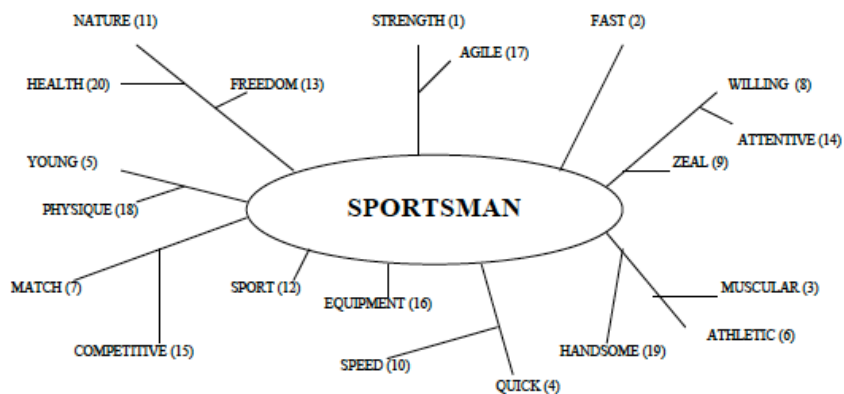 NATURE (11)
STRENGTH (1)
FAST (2)
AGILE (17)
HEALTH (20)
FREEDOM (13)
WILLING (8)
ATTENTIVE (14)
YOUNG (5)
ZEAL (9)
PHYSIQUE (18)
SPORTSMAN
MATCH (7)
SPORT (12)
EQUIPMENT (16)
MUSCULAR (3)
ATHLETIC (6)
COMPETITIVE (15)
SPEED (10)
HANDSOME (19)
QUICK (4)